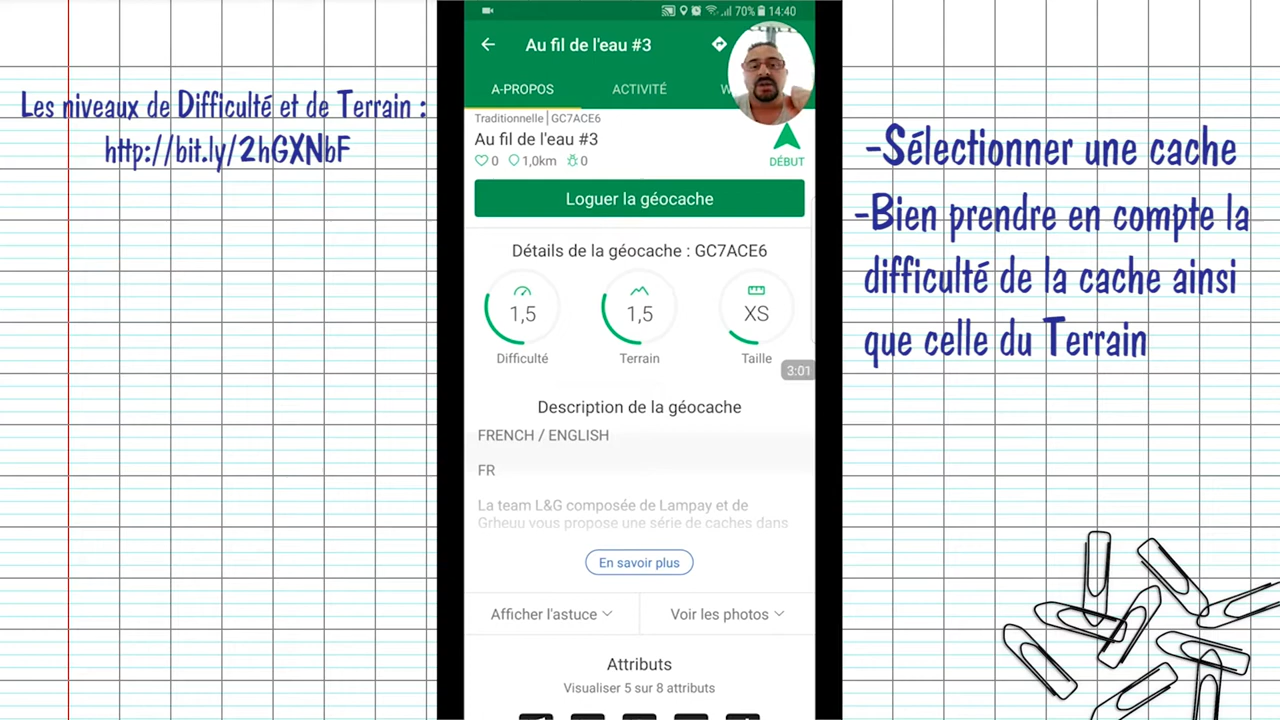 Les niveaux de Difficulté et de Terrain :
http://bit.ly/2hGXNbF
70% 14:40
Au fil de l'eau #3
A-PROPOS ACTIVITÉ W
Traditionnelle | GC7ACE6
Au fil de l'eau #3
0 1,0km 0
DÉBUT
Loguer la géocache
Détails de la géocache : GC7ACE6
1,5 1,5 XS
Difficulté Terrain Taille
3:01
Description de la géocache
FRENCH / ENGLISH
FR
La team L&G composée de Lampay et de
Grheuu vous propose une série de caches dans
En savoir plus
Afficher l'astuce Voir les photos
Attributs
Visualiser 5 sur 8 attributs
-Sélectionner une cache
-Bien prendre en compte la
difficulté de la cache ainsi
que celle du Terrain